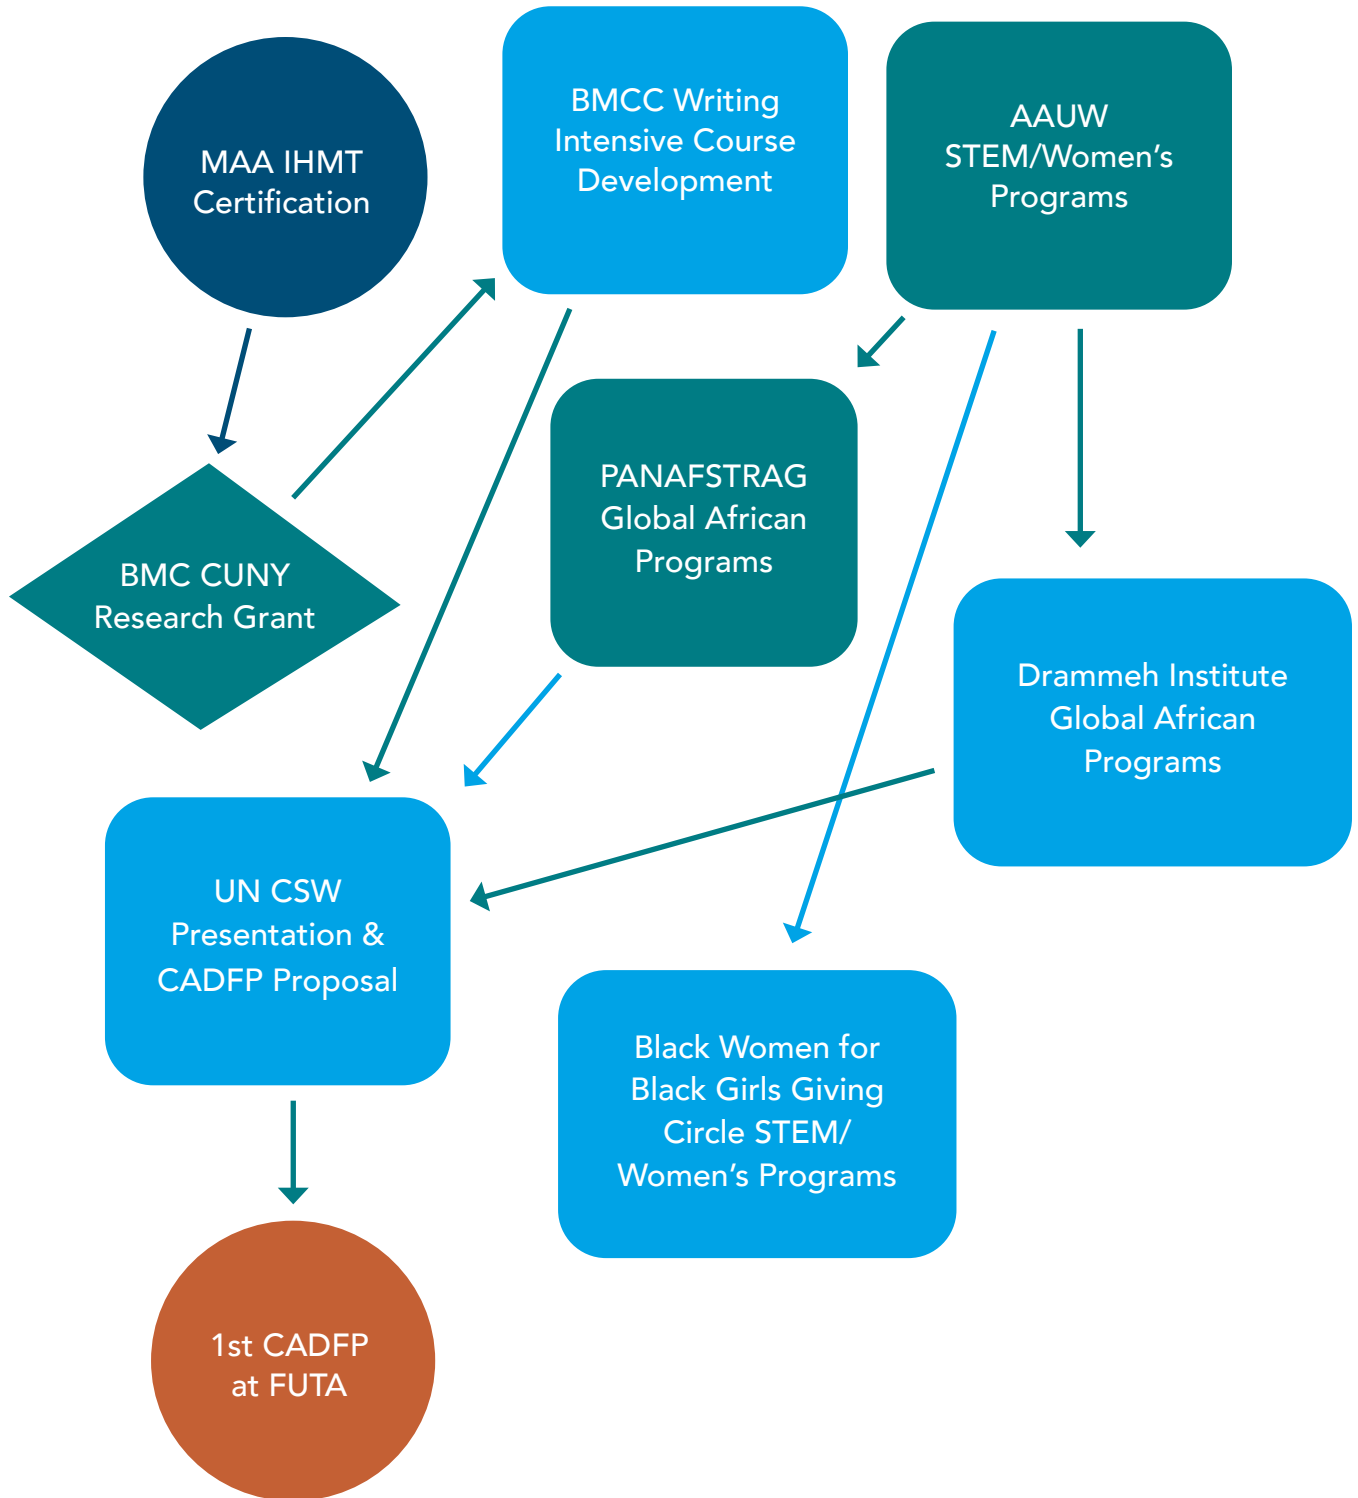 MAA IHMT
Certification
BMCC Writing
Intensive Course
Development
AAUW
STEM/Women’s
Programs
PANAFSTRAG
Global African
Programs
BMC CUNY
Research Grant
Drammeh Institute
Global African
Programs
UN CSW
Presentation &
CADFP Proposal
Black Women for
Black Girls Giving
Circle STEM/
Women’s Programs
1st CADFP
at FUTA